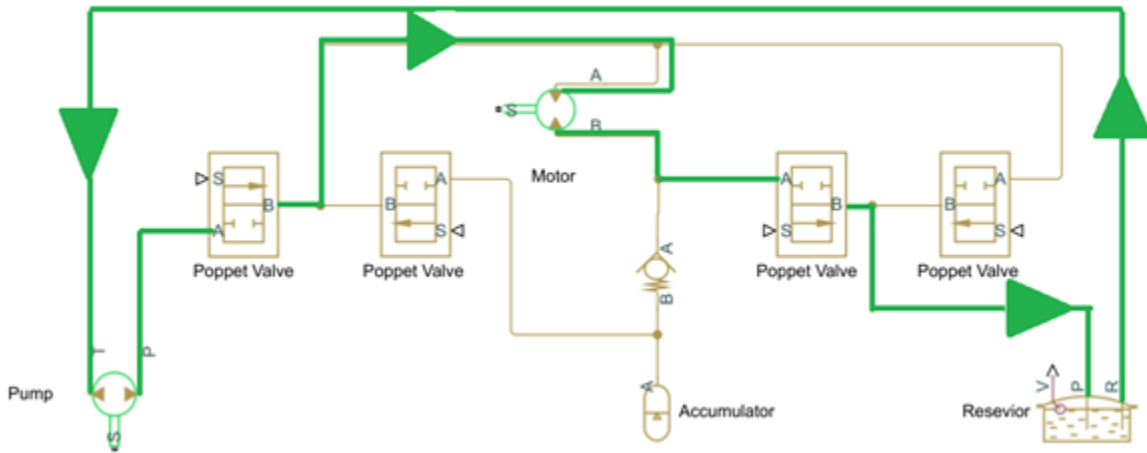 A
S
B
Motor
S
A
B
Poppet Valve
A
B
S
Poppet Valve
A
B
S
Poppet Valve
A
B
S
Poppet Valve
A
B
T
P
Pump
S
A
Accumulator
Resevior
V
P
R